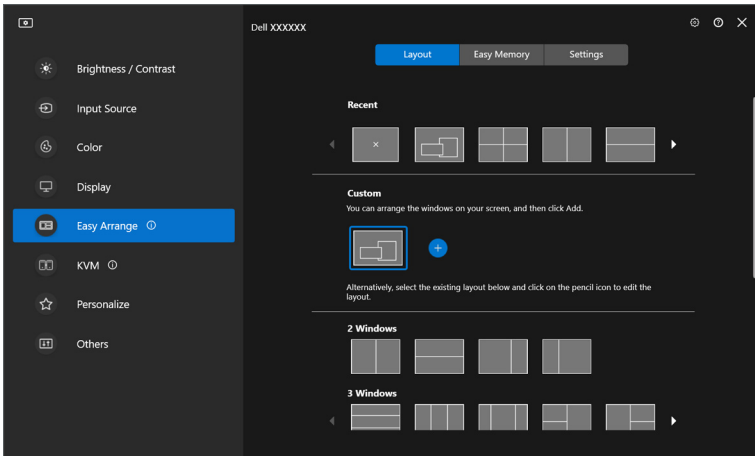 Dell XXXXXX
Brightness / Contrast
Input Source
Color
Display
Easy Arrange
KVM
Personalize
Others
Layout
Easy Memory
Settings
Recent
Custom
You can arrange the windows on your screen, and then click Add.
Alternatively, select the existing layout below and click on the pencil icon to edit the
layout.
2 Windows
3 Windows